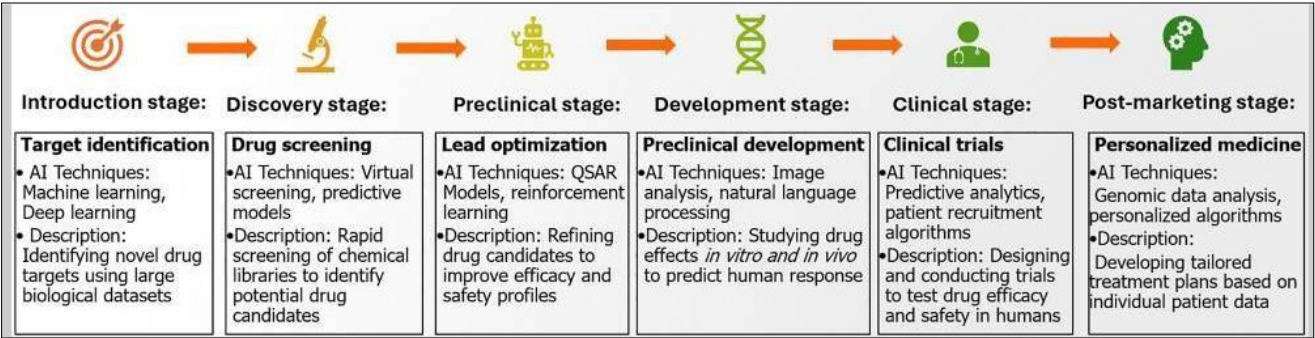 Introduction stage:
Target identification
• AI Techniques:
Machine learning,
Deep learning
• Description:
Identifying novel drug
targets using large
biological datasets
Discovery stage:
Drug screening
•AI Techniques: Virtual
screening, predictive
models
•Description: Rapid
screening of chemical
libraries to identify
potential drug
candidates
Preclinical stage:
Lead optimization
•AI Techniques: QSAR
Models, reinforcement
learning
•Description: Refining
drug candidates to
improve efficacy and
safety profiles
Development stage:
Preclinical development
•AI Techniques: Image
analysis, natural language
processing
•Description: Studying drug
effects in vitro and in vivo
to predict human response
Clinical stage:
Clinical trials
•AI Techniques:
Predictive analytics,
patient recruitment
algorithms
•Description: Designing
and conducting trials
to test drug efficacy
and safety in humans
Post-marketing stage:
Personalized medicine
•AI Techniques:
Genomic data analysis,
personalized algorithms
•Description:
Developing tailored
treatment plans based on
individual patient data